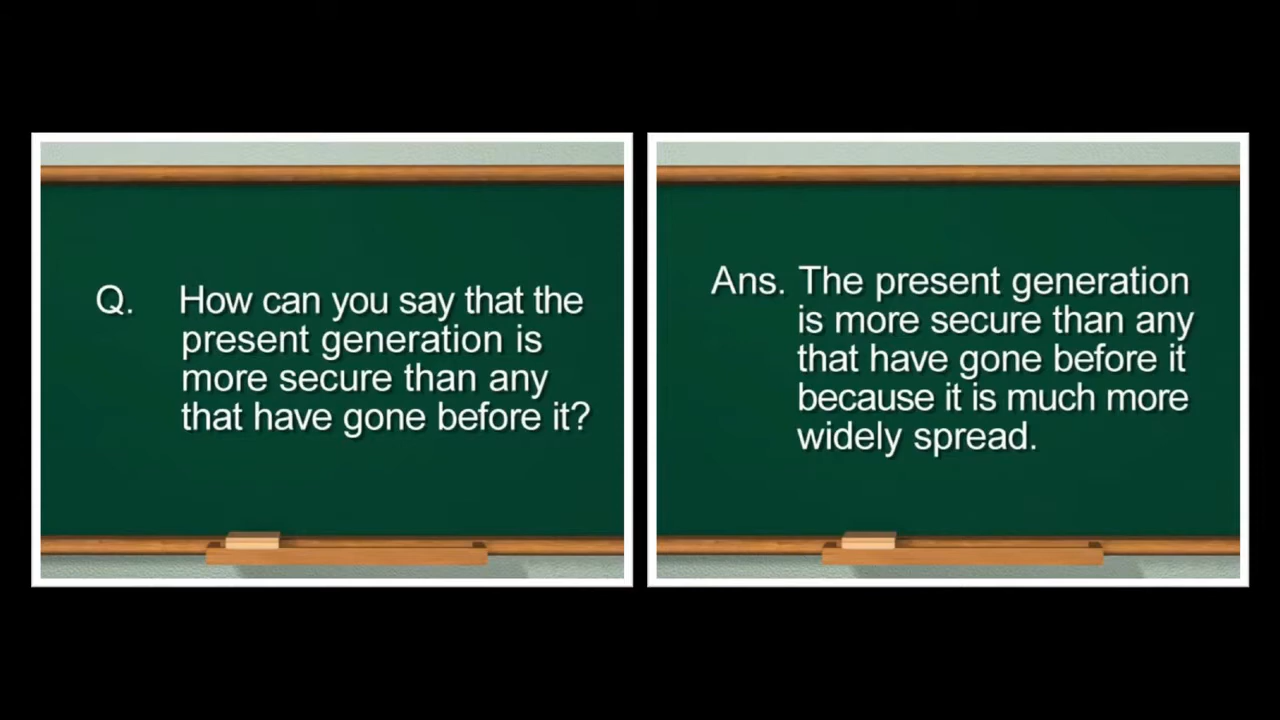 Q. How can you say that the
present generation is
more secure than any
that have gone before it?
Ans. The present generation
is more secure than any
that have gone before it
because it is much more
widely spread.